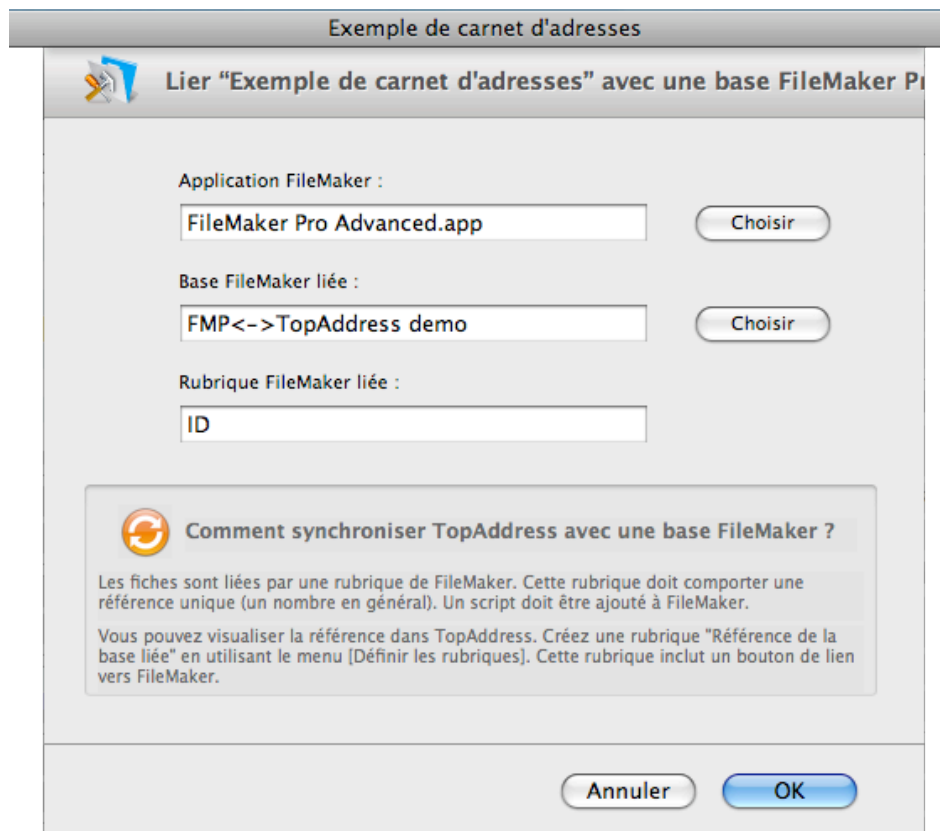 Exemple de carnet d'adresses
Lier “Exemple de carnet d'adresses” avec une base FileMaker
Application FileMaker :
FileMaker Pro Advanced.app
Choisir
Base FileMaker liée :
FMP<->TopAddress demo
Choisir
Rubrique FileMaker liée :
ID
Comment synchroniser TopAddress avec une base FileMaker ?
Les fiches sont liées par une rubrique de FileMaker. Cette rubrique doit comporter une
référence unique (un nombre en général). Un script doit être ajouté à FileMaker.
Vous pouvez visualiser la référence dans TopAddress. Créez une rubrique "Référence de la
base liée" en utilisant le menu [Définir les rubriques]. Cette rubrique inclut un bouton de lien
vers FileMaker.
Annuler
OK